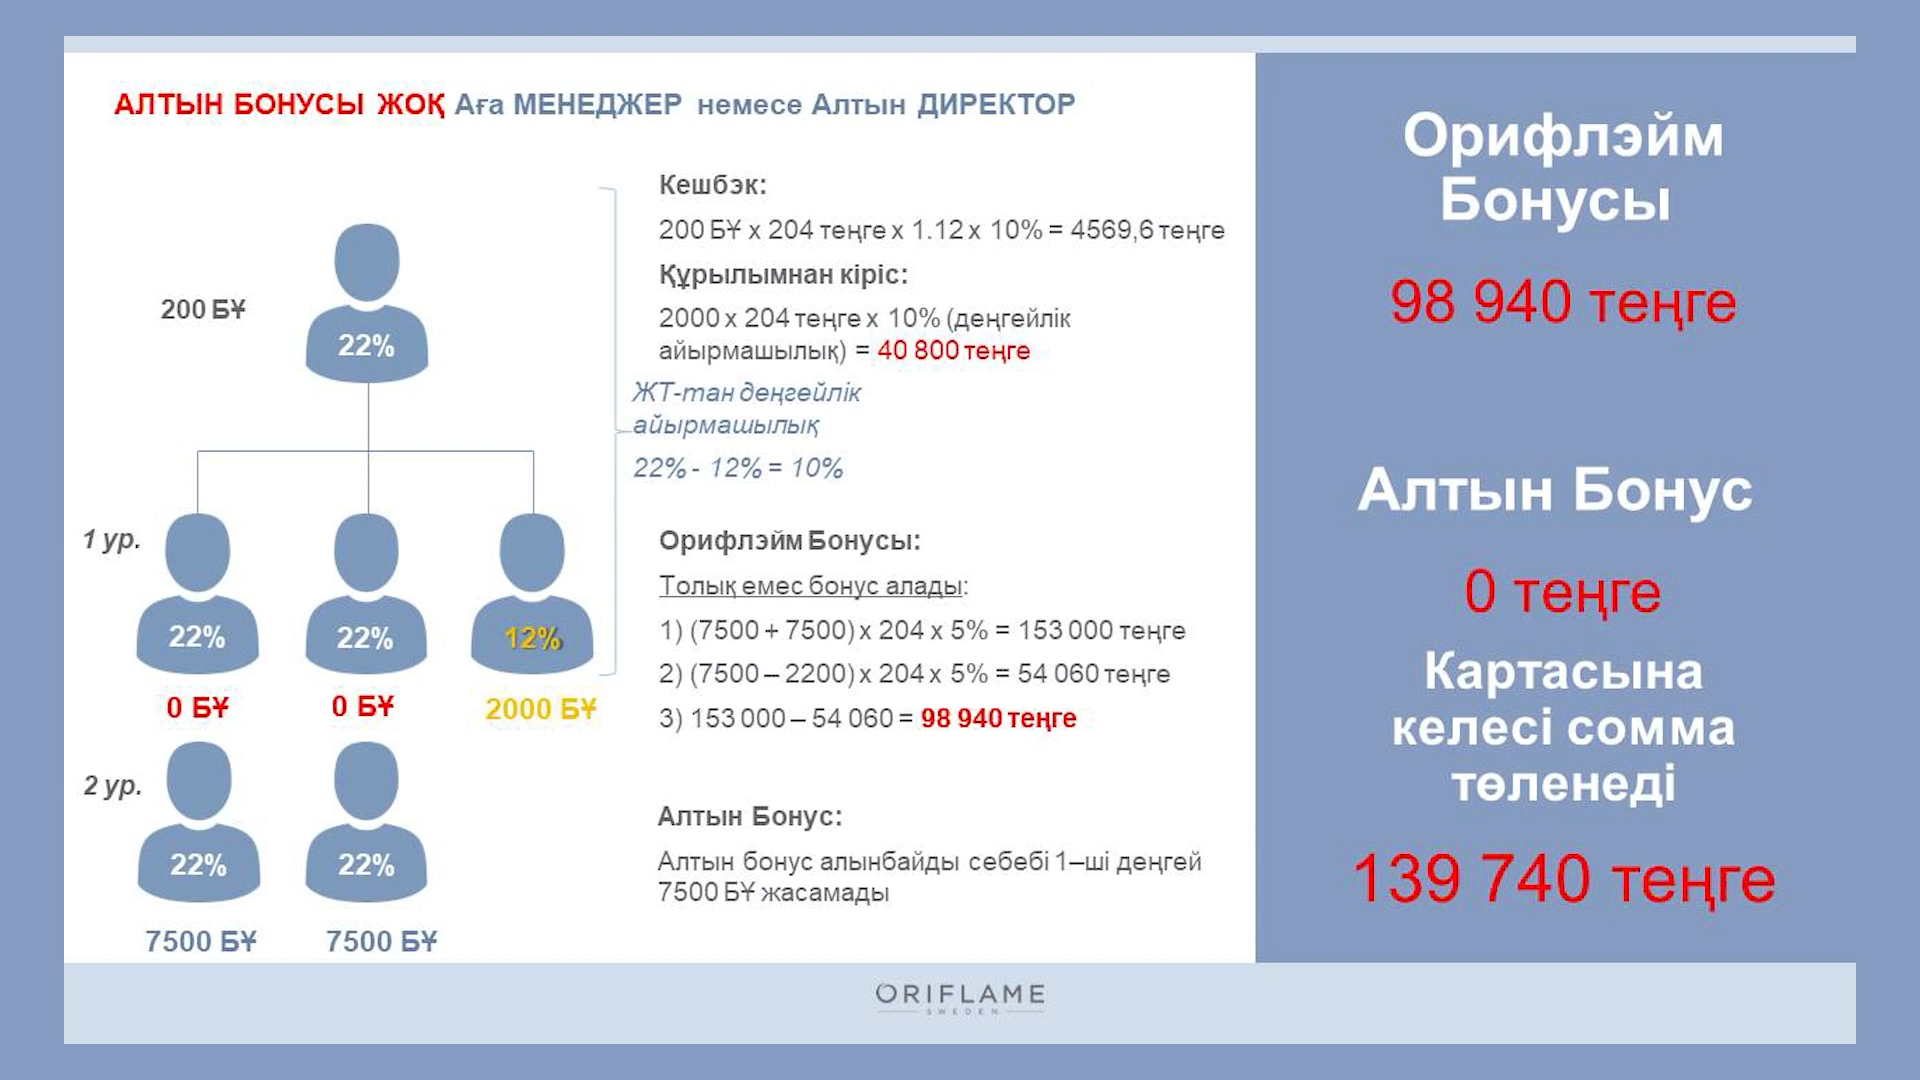 АЛТЫН БОНУСЫ ЖОҚ Аға МЕНЕДЖЕР немесе Алтын ДИРЕКТОР
200 БҰ
22%
1 ур.
22%
22%
12%
0 БҰ
0 БҰ
2000 БҰ
2 ур.
22%
22%
7500 БҰ
7500 БҰ
Кешбэк:
200 БҰ х 204 теңге х 1.12 х 10% = 4569,6 теңге
Құрылымнан кіріс:
2000 х 204 теңге х 10% (деңгейлік
айырмашылық) = 40 800 теңге
ЖТ-тан деңгейлік
айырмашылық
22% - 12% = 10%
Орифлэйм Бонусы:
Толық емес бонус алады:
1) (7500 + 7500) х 204 х 5% = 153 000 теңге
2) (7500 – 2200) х 204 х 5% = 54 060 теңге
3) 153 000 – 54 060 = 98 940 теңге
Алтын Бонус:
Алтын бонус алынбайды себебі 1–ші деңгей
7500 БҰ жасамады
Орифлэйм
Бонусы
98 940 теңге
Алтын Бонус
0 теңге
Картасына
келесі сомма
төленеді
139 740 теңге
ORIFLAME
SWEDEN